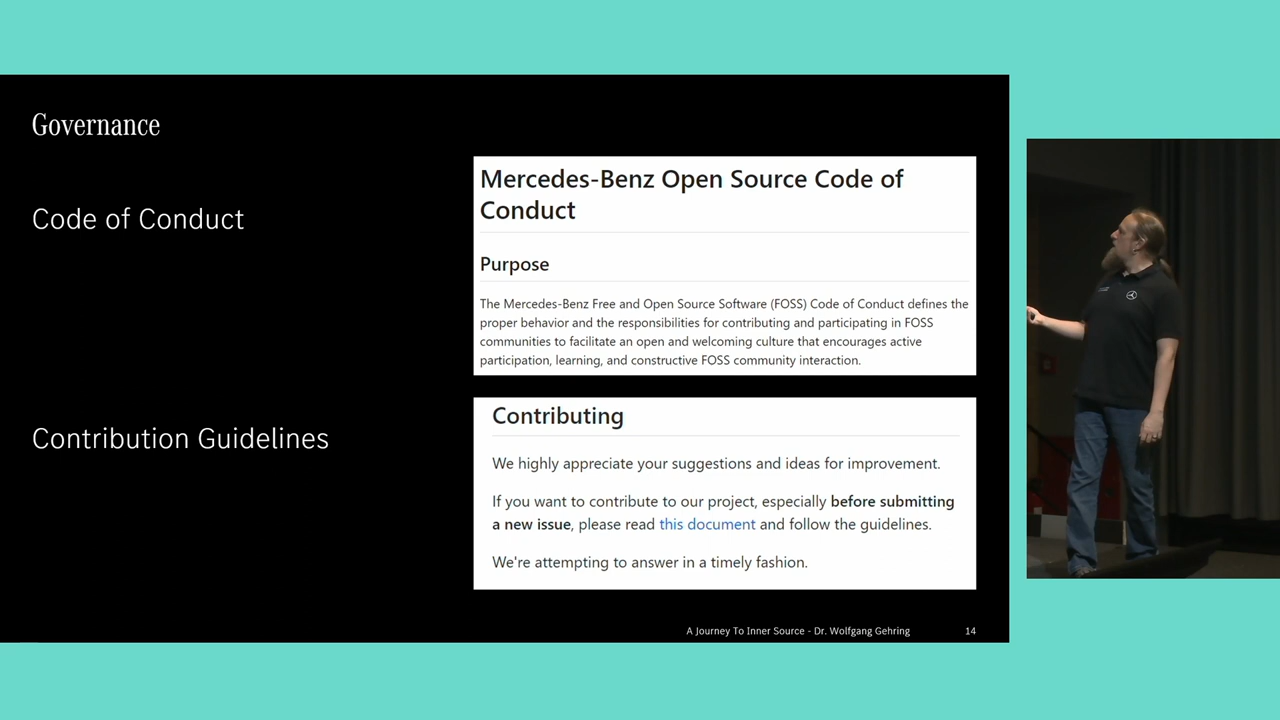 Governance
Code of Conduct
Mercedes-Benz Open Source Code of
Conduct
Purpose
The Mercedes-Benz Free and Open Source Software (FOSS) Code of Conduct defines the
proper behavior and the responsibilities for contributing and participating in FOSS
communities to facilitate an open and welcoming culture that encourages active
participation, learning, and constructive FOSS community interaction.
Contribution Guidelines
Contributing
We highly appreciate your suggestions and ideas for improvement.
If you want to contribute to our project, especially before submitting
a new issue, please read this document and follow the guidelines.
We're attempting to answer in a timely fashion.
A Journey To Inner Source - Dr. Wolfgang Gehring
14